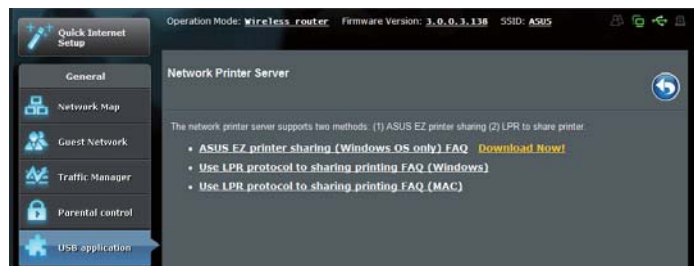 Quick Internet Setup
Operation Mode: Wireless router Firmware Version: 3.0.0.3.138 SSID: ASUS
General
Network Map
Guest Network
Traffic Manager
Parental control
USB application
Network Printer Server
The network printer server supports two methods: (1) ASUS EZ printer sharing (2) LPR to share printer.
ASUS EZ printer sharing (Windows OS only) FAQ Download Now!
Use LPR protocol to sharing printing FAQ (Windows)
Use LPR protocol to sharing printing FAQ (MAC)